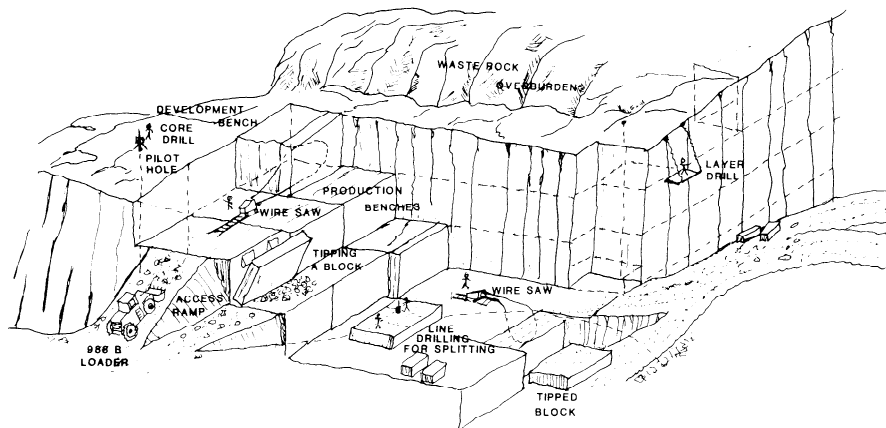 WASTE ROCK
OVERBURDEN
DEVELOPMENT
BENCH
CORE
DRILL
PILOT
HOLE
LAYER
DRILL
PRODUCTION
BENCHES
WIRE SAW
TIPPING
A BLOCK
WIRE SAW
ACCESS
RAMP
LINE
DRILLING
FOR SPLITTING
988 B
LOADER
TIPPED
BLOCK